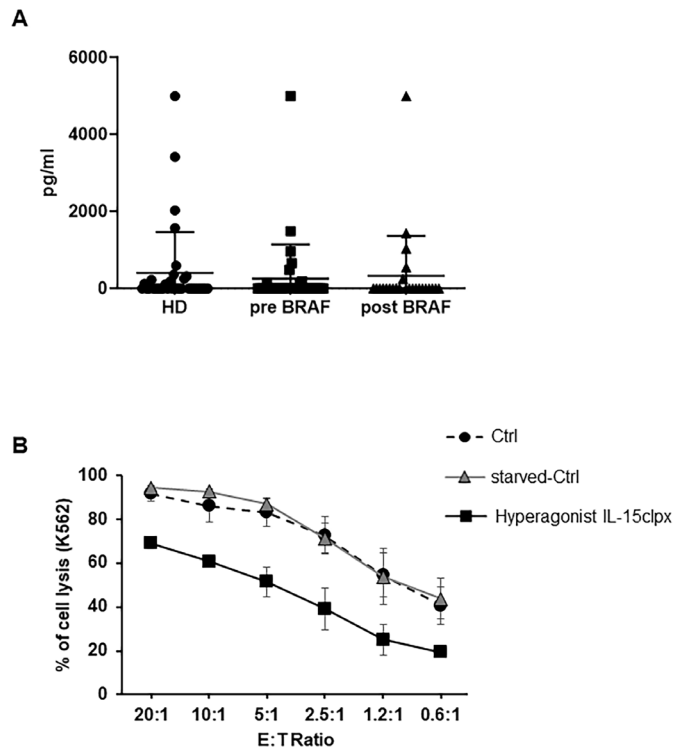 A
6000
4000
2000
0
pg/ml
HD pre BRAF post BRAF
B
Ctrl
starved-Ctrl
Hyperagonist IL-15clpx
100
80
60
40
20
0
% of cell lysis (K562)
20:1 10:1 5:1 2.5:1 1.2:1 0.6:1
E:T Ratio